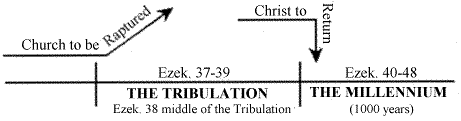 Church to be Raptured
Christ to Return
Ezek. 37-39
Ezek. 40-48
THE TRIBULATION
THE MILLENNIUM
Ezek. 38 middle of the Tribulation
(1000 years)